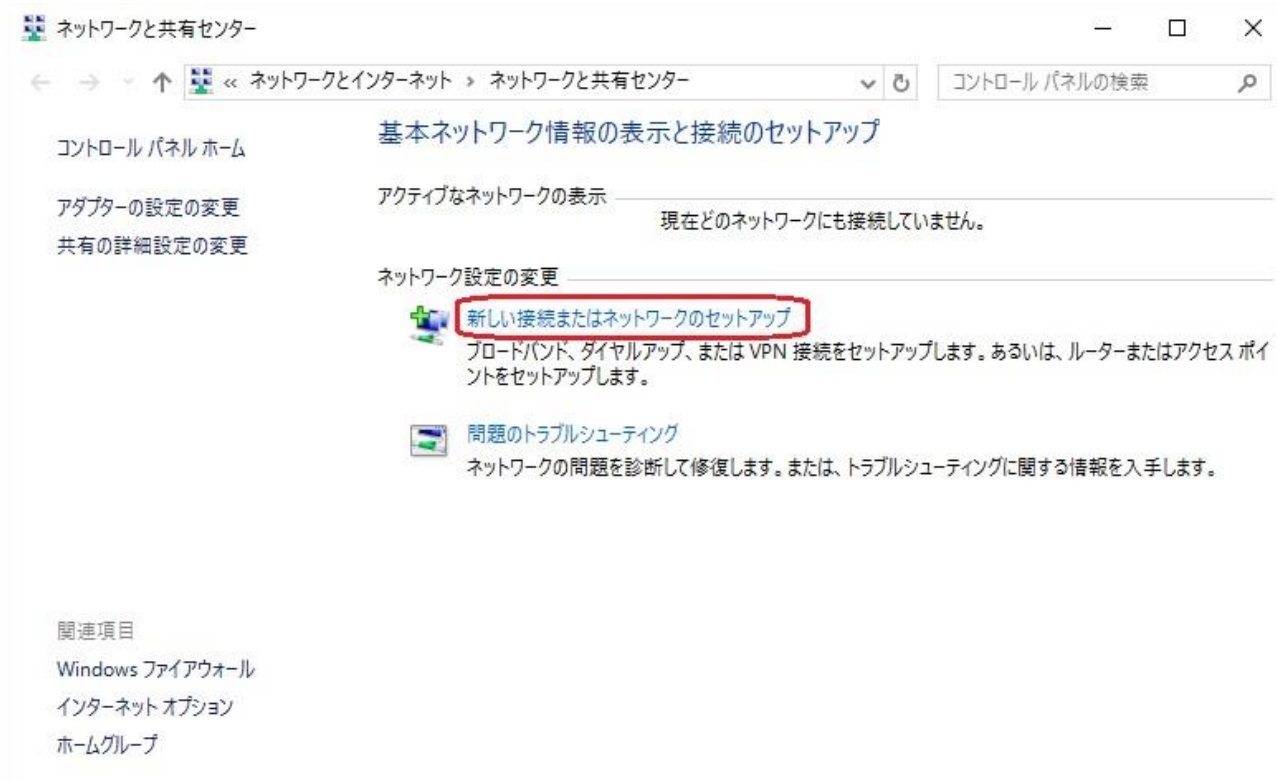 ネットワークと共有センター
« ネットワークとインターネット › ネットワークと共有センター
コントロール パネルの検索
コントロール パネル ホーム
アダプターの設定の変更
共有の詳細設定の変更
基本ネットワーク情報の表示と接続のセットアップ
アクティブなネットワークの表示
現在どのネットワークにも接続していません。
ネットワーク設定の変更
新しい接続またはネットワークのセットアップ
ブロードバンド、ダイヤルアップ、または VPN 接続をセットアップします。あるいは、ルーターまたはアクセス ポイ
ントをセットアップします。
問題のトラブルシューティング
ネットワークの問題を診断して修復します。または、トラブルシューティングに関する情報を入手します。
関連項目
Windows ファイアウォール
インターネット オプション
ホームグループ